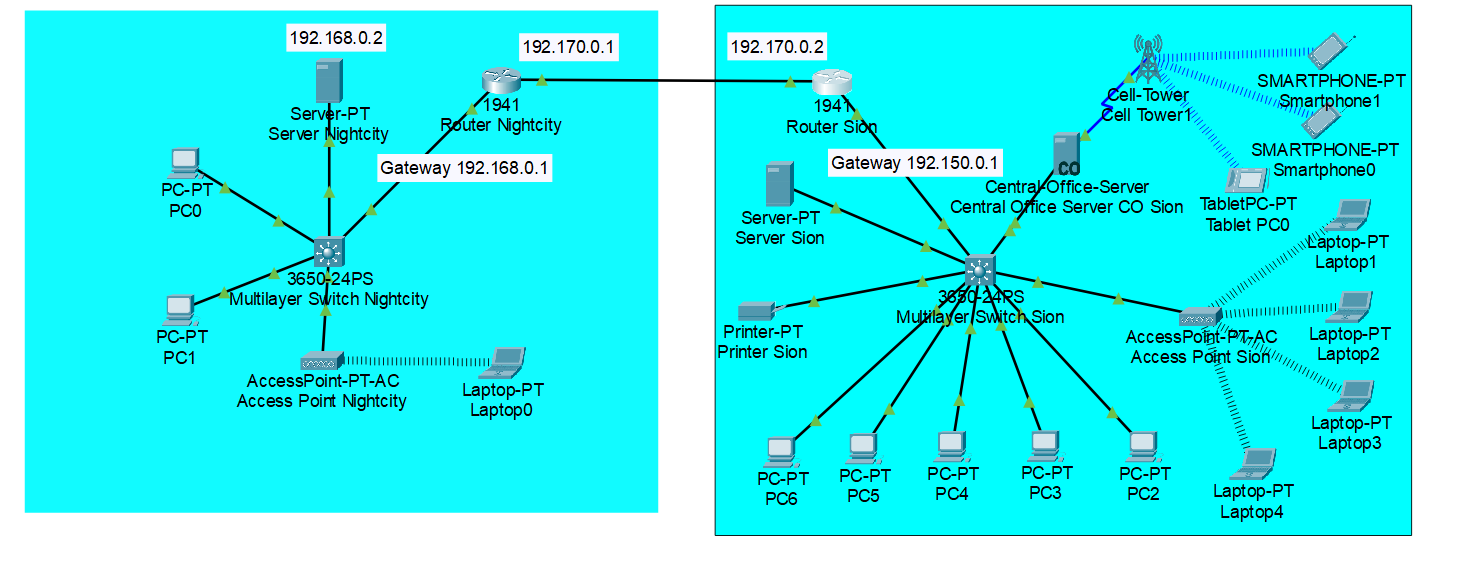 192.168.0.2
Server-PT
Server Nightcity
192.170.0.1
1941
Router Nightcity
Gateway 192.168.0.1
PC-PT
PC0
3650-24PS
Multilayer Switch Nightcity
PC-PT
PC1
AccessPoint-PT-AC
Access Point Nightcity
Laptop-PT
Laptop0
192.170.0.2
1941
Router Sion
Gateway 192.150.0.1
Cell-Tower
Cell Tower1
SMARTPHONE-PT
Smartphone1
SMARTPHONE-PT
Smartphone0
CO
Central-Office-Server
Central Office Server CO Sion
TabletPC-PT
Tablet PC0
Server-PT
Server Sion
Laptop-PT
Laptop1
3650-24PS
Multilayer Switch Sion
Printer-PT
Printer Sion
AccessPoint-PT-AC
Access Point Sion
Laptop-PT
Laptop2
Laptop-PT
Laptop3
PC-PT
PC6
PC-PT
PC5
PC-PT
PC4
PC-PT
PC3
PC-PT
PC2
Laptop-PT
Laptop4